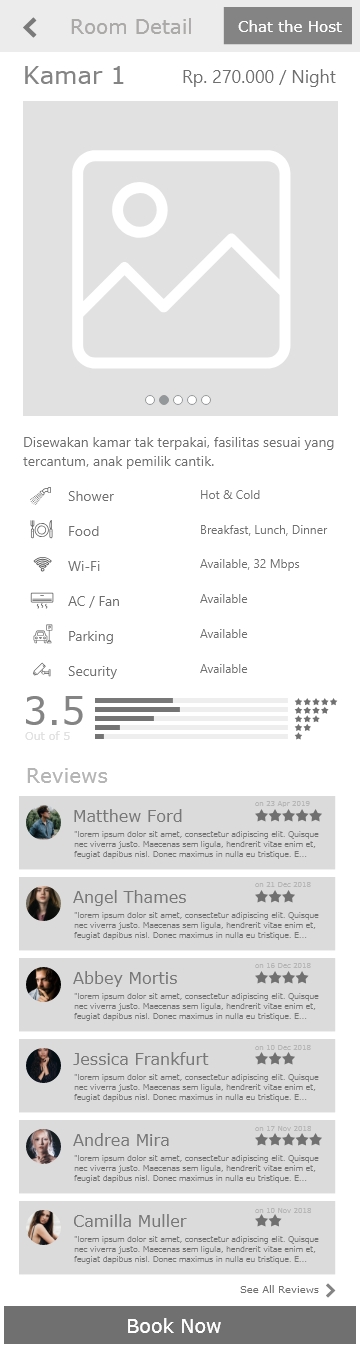 Room Detail
Chat the Host
Kamar 1
Rp. 270.000 / Night
Disewakan kamar tak terpakai, fasilitas sesuai yang
tercantum, anak pemilik cantik.
Shower
Hot & Cold
Food
Breakfast, Lunch, Dinner
Wi-Fi
Available, 32 Mbps
AC / Fan
Available
Parking
Available
Security
Available
3.5
Out of 5
Reviews
on 23 Apr 2019
Matthew Ford
"lorem ipsum dolor sit amet, consectetur adipiscing elit. Quisque
nec viverra justo. Maecenas sem ligula, hendrerit vitae enim et,
feugiat dapibus nisl. Donec maximus in nulla eu tristique. E...
on 21 Dec 2018
Angel Thames
"lorem ipsum dolor sit amet, consectetur adipiscing elit. Quisque
nec viverra justo. Maecenas sem ligula, hendrerit vitae enim et,
feugiat dapibus nisl. Donec maximus in nulla eu tristique. E...
on 16 Dec 2018
Abbey Mortis
"lorem ipsum dolor sit amet, consectetur adipiscing elit. Quisque
nec viverra justo. Maecenas sem ligula, hendrerit vitae enim et,
feugiat dapibus nisl. Donec maximus in nulla eu tristique. E...
on 10 Dec 2018
Jessica Frankfurt
"lorem ipsum dolor sit amet, consectetur adipiscing elit. Quisque
nec viverra justo. Maecenas sem ligula, hendrerit vitae enim et,
feugiat dapibus nisl. Donec maximus in nulla eu tristique. E...
on 17 Nov 2018
Andrea Mira
"lorem ipsum dolor sit amet, consectetur adipiscing elit. Quisque
nec viverra justo. Maecenas sem ligula, hendrerit vitae enim et,
feugiat dapibus nisl. Donec maximus in nulla eu tristique. E...
on 10 Nov 2018
Camilla Muller
"lorem ipsum dolor sit amet, consectetur adipiscing elit. Quisque
nec viverra justo. Maecenas sem ligula, hendrerit vitae enim et,
feugiat dapibus nisl. Donec maximus in nulla eu tristique. E...
See All Reviews
Book Now